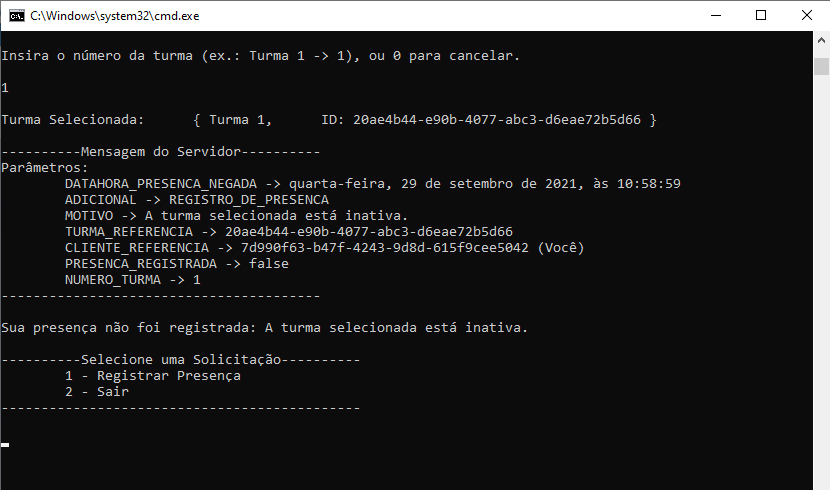 C:\Windows\system32\cmd.exe
Insira o número da turma (ex.: Turma 1 -> 1), ou 0 para cancelar.
1
Turma Selecionada:      { Turma 1,      ID: 20ae4b44-e90b-4077-abc3-d6eae72b5d66 }
----------Mensagem do Servidor----------
Parâmetros:
        DATAHORA_PRESENCA_NEGADA -> quarta-feira, 29 de setembro de 2021, às 10:58:59
        ADICIONAL -> REGISTRO_DE_PRESENCA
        MOTIVO -> A turma selecionada está inativa.
        TURMA_REFERENCIA -> 20ae4b44-e90b-4077-abc3-d6eae72b5d66
        CLIENTE_REFERENCIA -> 7d990f63-b47f-4243-9d8d-615f9cee5042 (Você)
        PRESENCA_REGISTRADA -> false
        NUMERO_TURMA -> 1
----------------------------------------
Sua presença não foi registrada: A turma selecionada está inativa.
----------Selecione uma Solicitação----------
        1 - Registrar Presença
        2 - Sair
---------------------------------------------